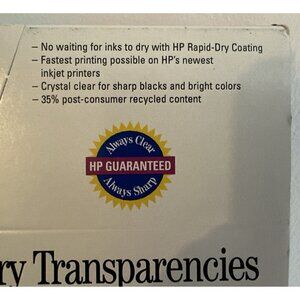 – No waiting for inks to dry with HP Rapid-Dry Coating
– Fastest printing possible on HP's newest
inkjet printers
– Crystal clear for sharp blacks and bright colors
– 35% post-consumer recycled content
Always Clear
HP GUARANTEED
Always Sharp
ry Transparencies